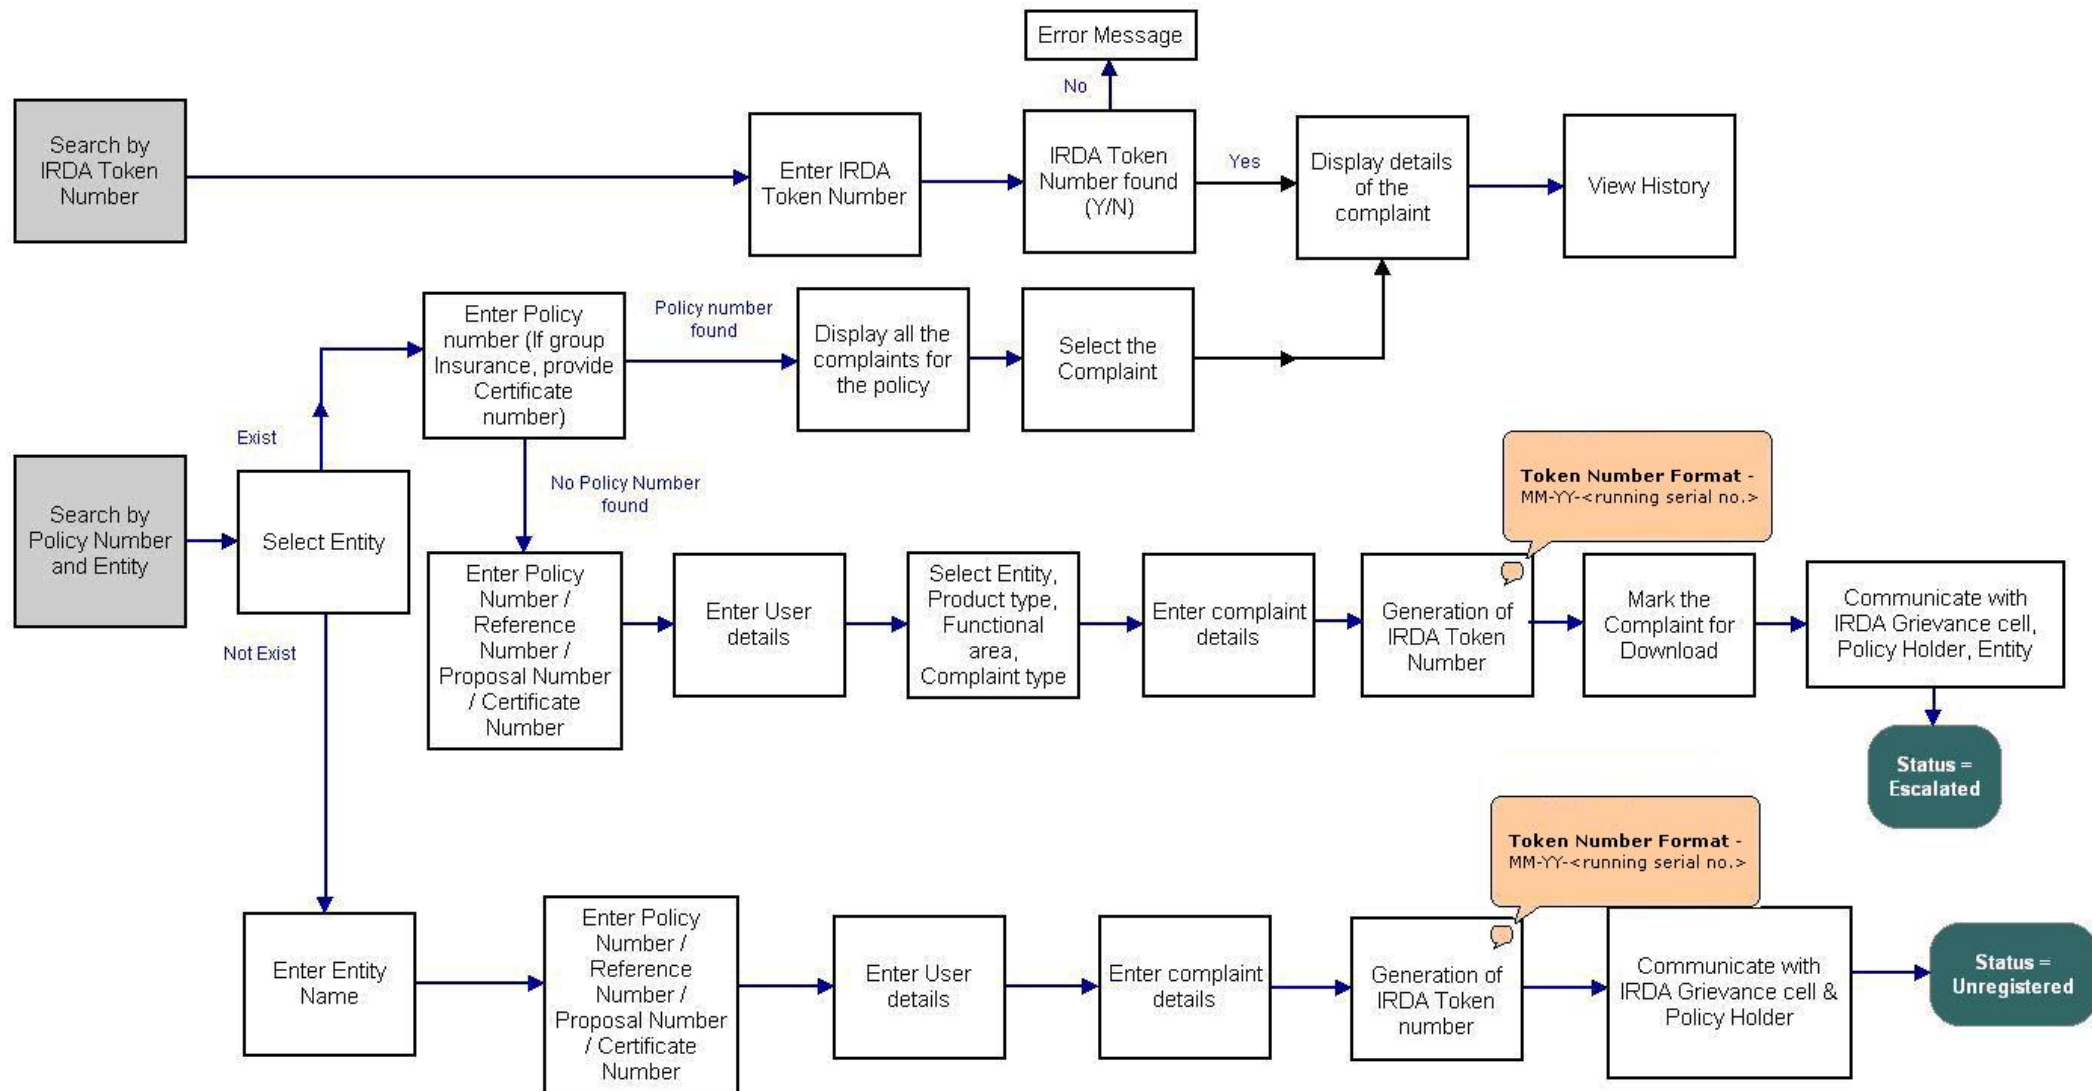 Error Message
No
Search by
IRDA Token
Number
Enter IRDA
Token Number
IRDA Token
Number found
(Y/N)
Yes
Display details
of the
complaint
View History
Enter Policy
number (If group
Insurance, provide
Certificate
number)
Policy number
found
Display all the
complaints for
the policy
Select the
Complaint
Exist
No Policy Number
found
Search by
Policy Number
and Entity
Select Entity
Not Exist
Token Number Format -
MM-YY-<running serial no.>
Enter Policy
Number /
Reference
Number /
Proposal Number
/ Certificate
Number
Enter User
details
Select Entity,
Product type,
Functional
area,
Complaint type
Enter complaint
details
Generation of
IRDA Token
Number
Mark the
Complaint for
Download
Communicate with
IRDA Grievance cell,
Policy Holder, Entity
Status =
Escalated
Token Number Format -
MM-YY-<running serial no.>
Enter Entity
Name
Enter Policy
Number /
Reference
Number /
Proposal Number
/ Certificate
Number
Enter User
details
Enter complaint
details
Generation of
IRDA Token
number
Communicate with
IRDA Grievance cell &
Policy Holder
Status =
Unregistered